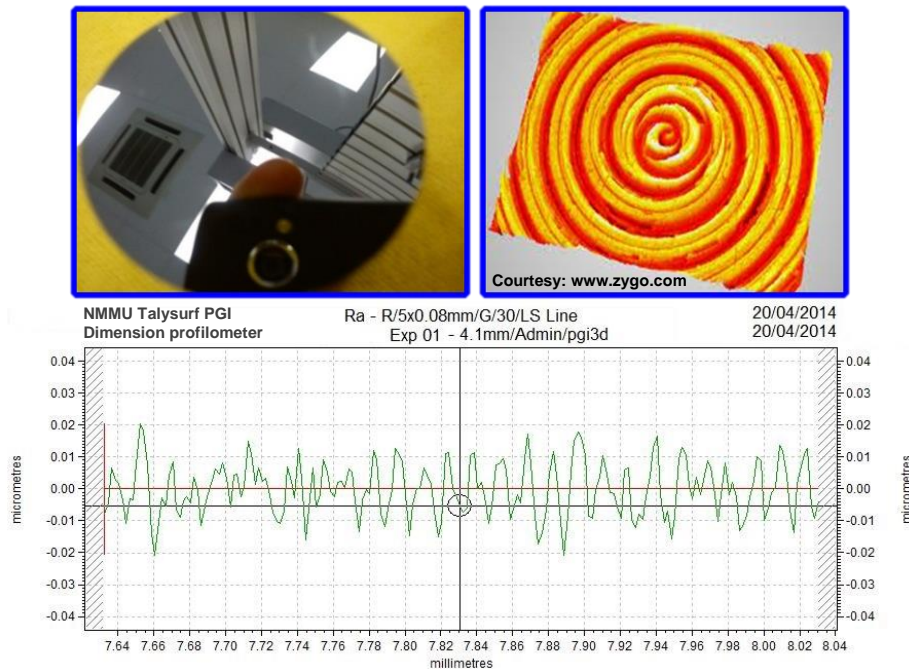 Courtesy: www.zygo.com
NMMU Talysurf PGI
Dimension profilometer
Ra - R/5x0.08mm/G/30/LS Line
Exp 01 - 4.1mm/Admin/pgi3d
20/04/2014
20/04/2014
0.04 0.04
0.03 0.03
0.02 0.02
0.01 0.01
0.00 0.00
-0.01 -0.01
-0.02 -0.02
-0.03 -0.03
-0.04 -0.04
micrometres
micrometres
7.64 7.66 7.68 7.70 7.72 7.74 7.76 7.78 7.80 7.82 7.84 7.86 7.88 7.90 7.92 7.94 7.96 7.98 8.00 8.02 8.04
millimetres